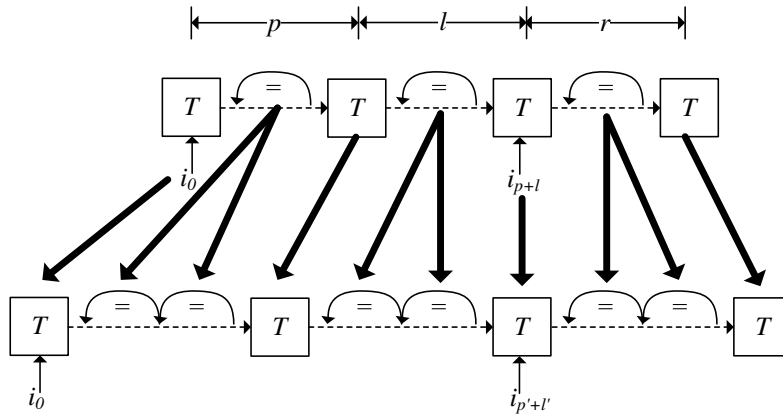 p l r
= = =
T T T T
i₀ iₚ₊ₗ
= = = = = =
T T T T
i₀ iₚ'₊ₗ'